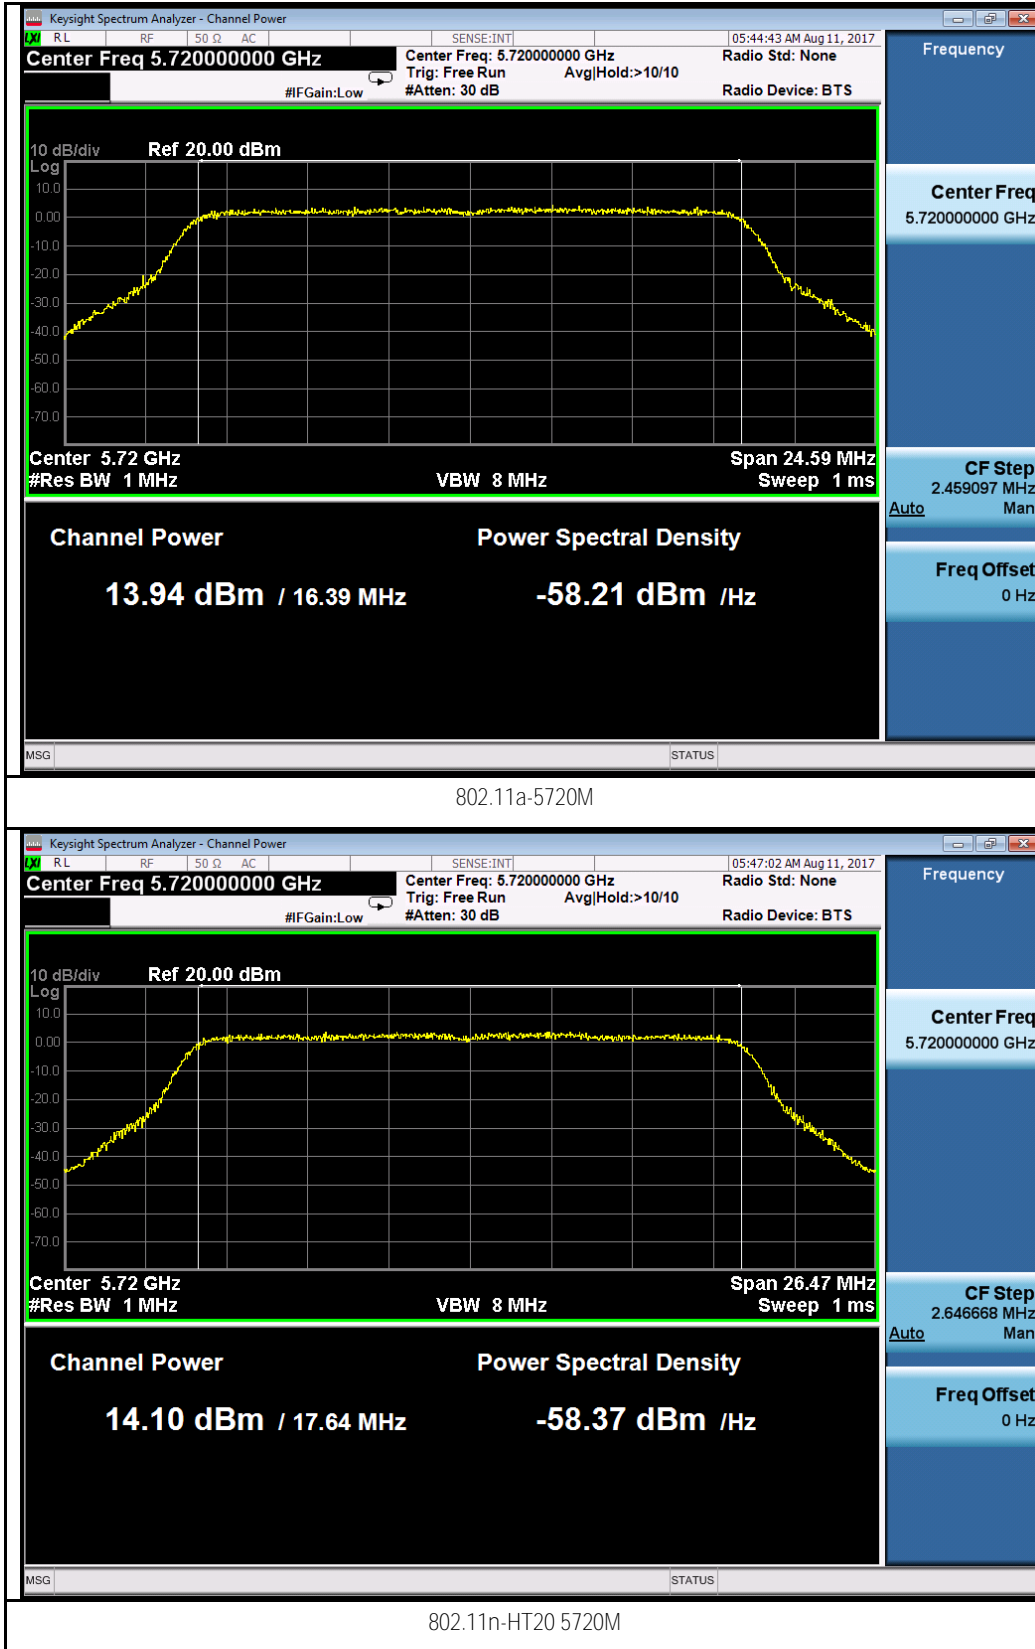 Keysight Spectrum Analyzer - Channel Power
LXI RL RF 50 Ω AC SENSE:INT 05:44:43 AM Aug 11, 2017
Center Freq 5.720000000 GHz
#IFGain:Low
Center Freq: 5.720000000 GHz
Trig: Free Run Avg|Hold:>10/10
#Atten: 30 dB
Radio Std: None
Radio Device: BTS
Frequency
10 dB/div Ref 20.00 dBm
Log
10.0
0.00
-10.0
-20.0
-30.0
-40.0
-50.0
-60.0
-70.0
Center 5.72 GHz Span 24.59 MHz
#Res BW 1 MHz VBW 8 MHz Sweep 1 ms
Center Freq
5.720000000 GHz
CF Step
2.459097 MHz
Auto Man
Freq Offset
0 Hz
Channel Power Power Spectral Density
13.94 dBm / 16.39 MHz -58.21 dBm /Hz
MSG STATUS
802.11a-5720M
Keysight Spectrum Analyzer - Channel Power
LXI RL RF 50 Ω AC SENSE:INT 05:47:02 AM Aug 11, 2017
Center Freq 5.720000000 GHz
#IFGain:Low
Center Freq: 5.720000000 GHz
Trig: Free Run Avg|Hold:>10/10
#Atten: 30 dB
Radio Std: None
Radio Device: BTS
Frequency
10 dB/div Ref 20.00 dBm
Log
10.0
0.00
-10.0
-20.0
-30.0
-40.0
-50.0
-60.0
-70.0
Center 5.72 GHz Span 26.47 MHz
#Res BW 1 MHz VBW 8 MHz Sweep 1 ms
Center Freq
5.720000000 GHz
CF Step
2.646668 MHz
Auto Man
Freq Offset
0 Hz
Channel Power Power Spectral Density
14.10 dBm / 17.64 MHz -58.37 dBm /Hz
MSG STATUS
802.11n-HT20 5720M